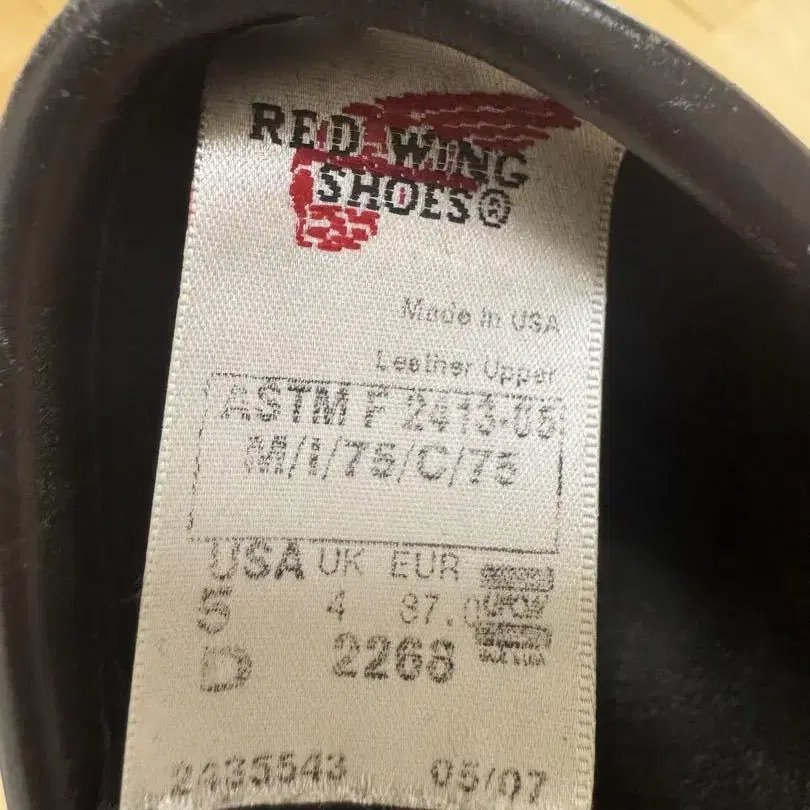 RED WING
SHOES®
Made in USA
Leather Upper
ASTM F 2413-05
M/I/75/C/75
USA UK EUR
5 4 37.0
D 2268
2435543 05/07